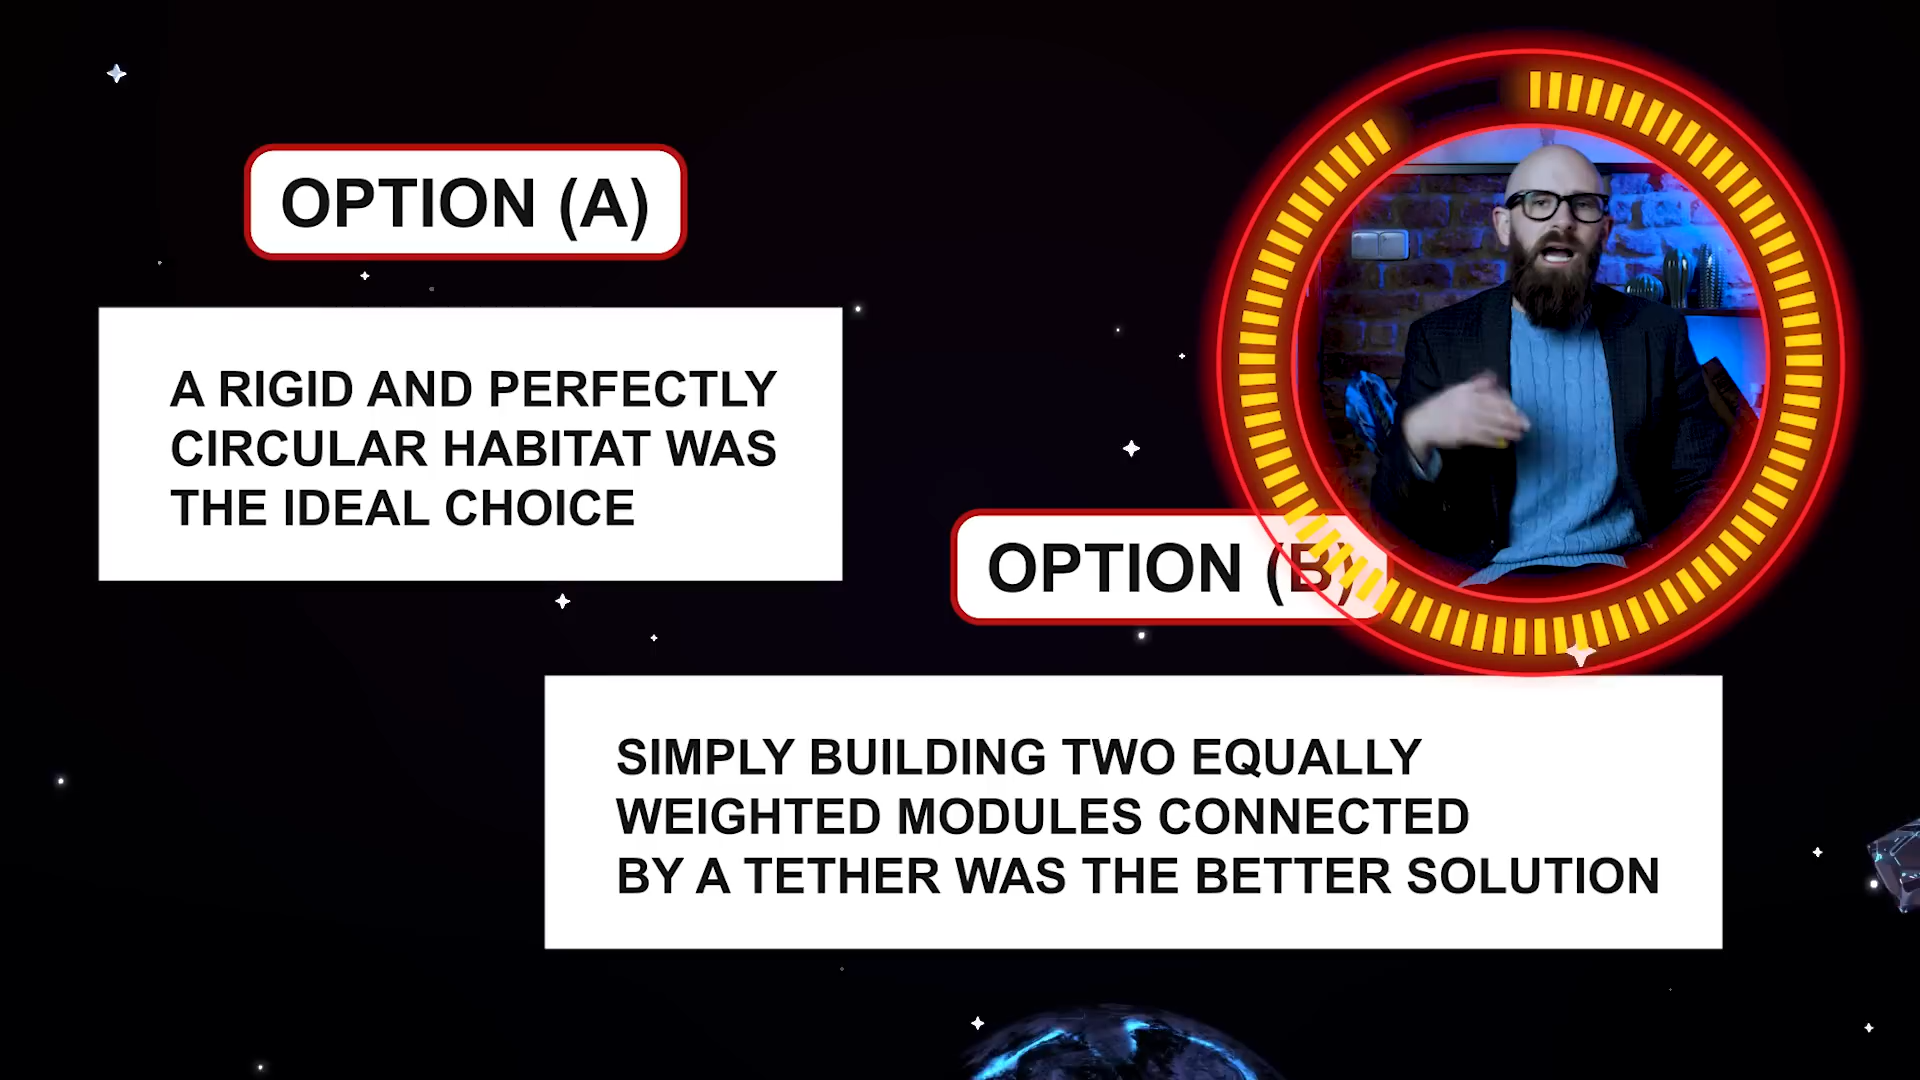 OPTION (A)
A RIGID AND PERFECTLY
CIRCULAR HABITAT WAS
THE IDEAL CHOICE
OPTION (B)
SIMPLY BUILDING TWO EQUALLY
WEIGHTED MODULES CONNECTED
BY A TETHER WAS THE BETTER SOLUTION